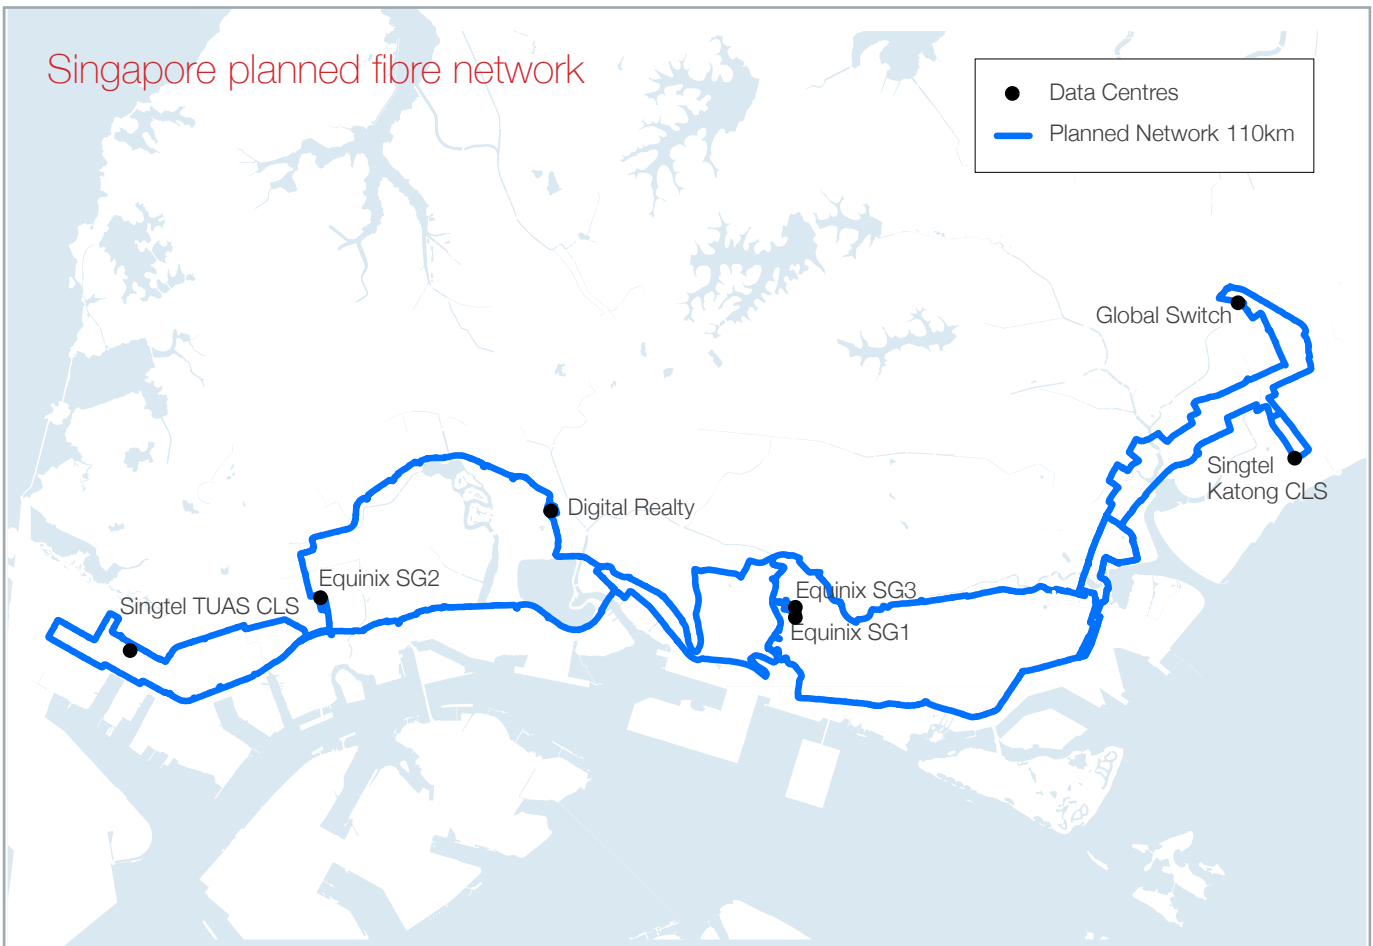 Singapore planned fibre network
Data Centres
Planned Network 110km
Global Switch
Singtel
Katong CLS
Digital Realty
Equinix SG2
Singtel TUAS CLS
Equinix SG3
Equinix SG1